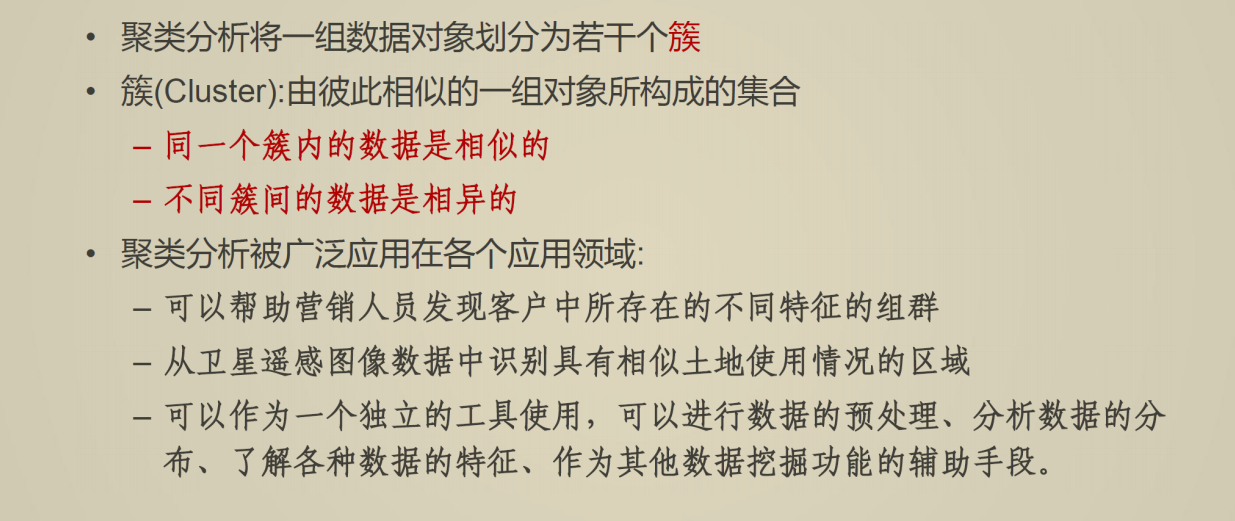 • 聚类分析将一组数据对象划分为若干个簇
• 簇(Cluster):由彼此相似的一组对象所构成的集合
– 同一个簇内的数据是相似的
– 不同簇间的数据是相异的
• 聚类分析被广泛应用在各个应用领域:
– 可以帮助营销人员发现客户中所存在的不同特征的组群
– 从卫星遥感图像数据中识别具有相似土地使用情况的区域
– 可以作为一个独立的工具使用，可以进行数据的预处理、分析数据的分
布、了解各种数据的特征、作为其他数据挖掘功能的辅助手段。